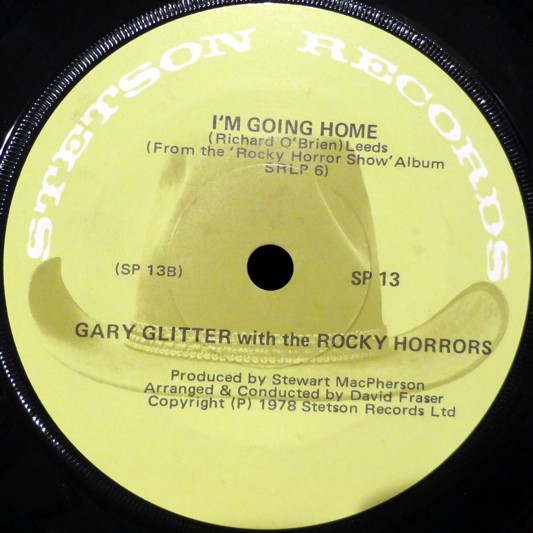 STETSON RECORDS
I'M GOING HOME
(Richard O'Brien) Leeds
(From the 'Rocky Horror Show' Album
SRLP 6)
(SP 13B) SP 13
GARY GLITTER with the ROCKY HORRORS
Produced by Stewart MacPherson
Arranged & Conducted by David Fraser
Copyright (P) 1978 Stetson Records Ltd